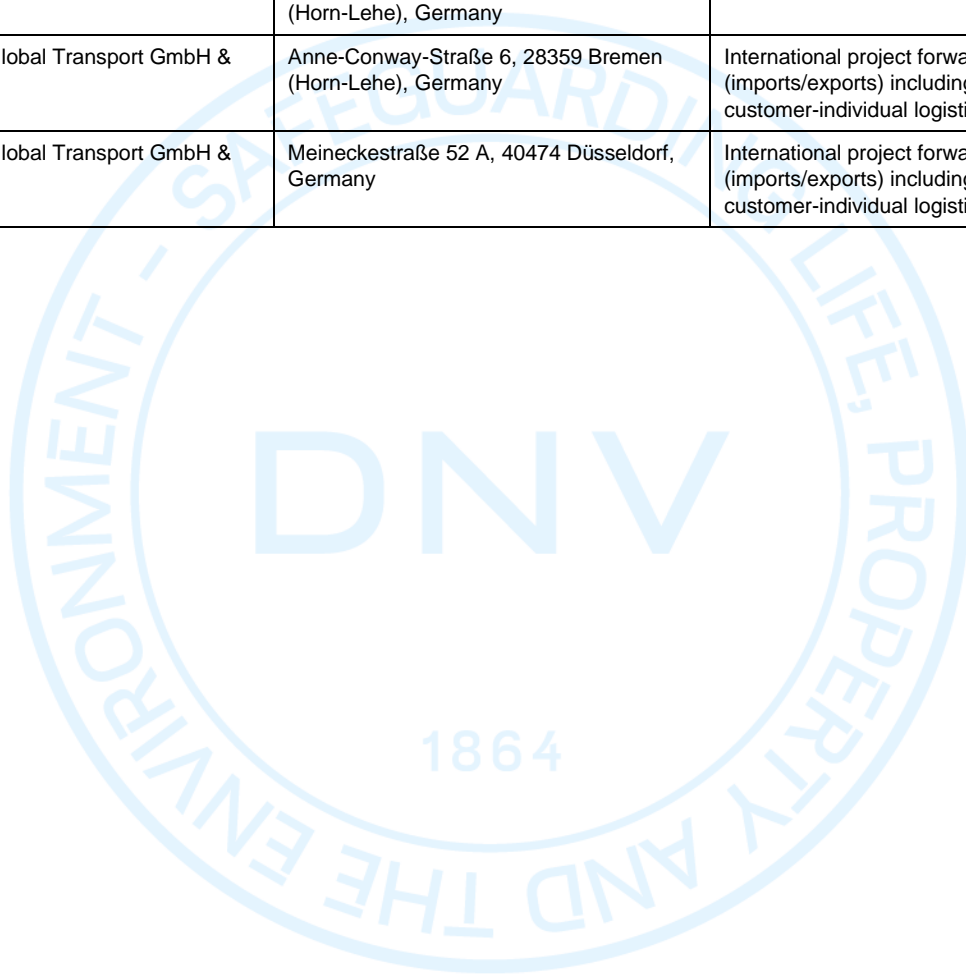 (Horn-Lehe), Germany
lobal Transport GmbH &
Anne-Conway-Straße 6, 28359 Bremen
(Horn-Lehe), Germany
International project forwa
(imports/exports) including
customer-individual logisti
lobal Transport GmbH &
Meineckestraße 52 A, 40474 Düsseldorf,
Germany
International project forwa
(imports/exports) including
customer-individual logisti
SAFEGUARDING LIFE, PROPERTY AND THE ENVIRONMENT -
DNV
1864